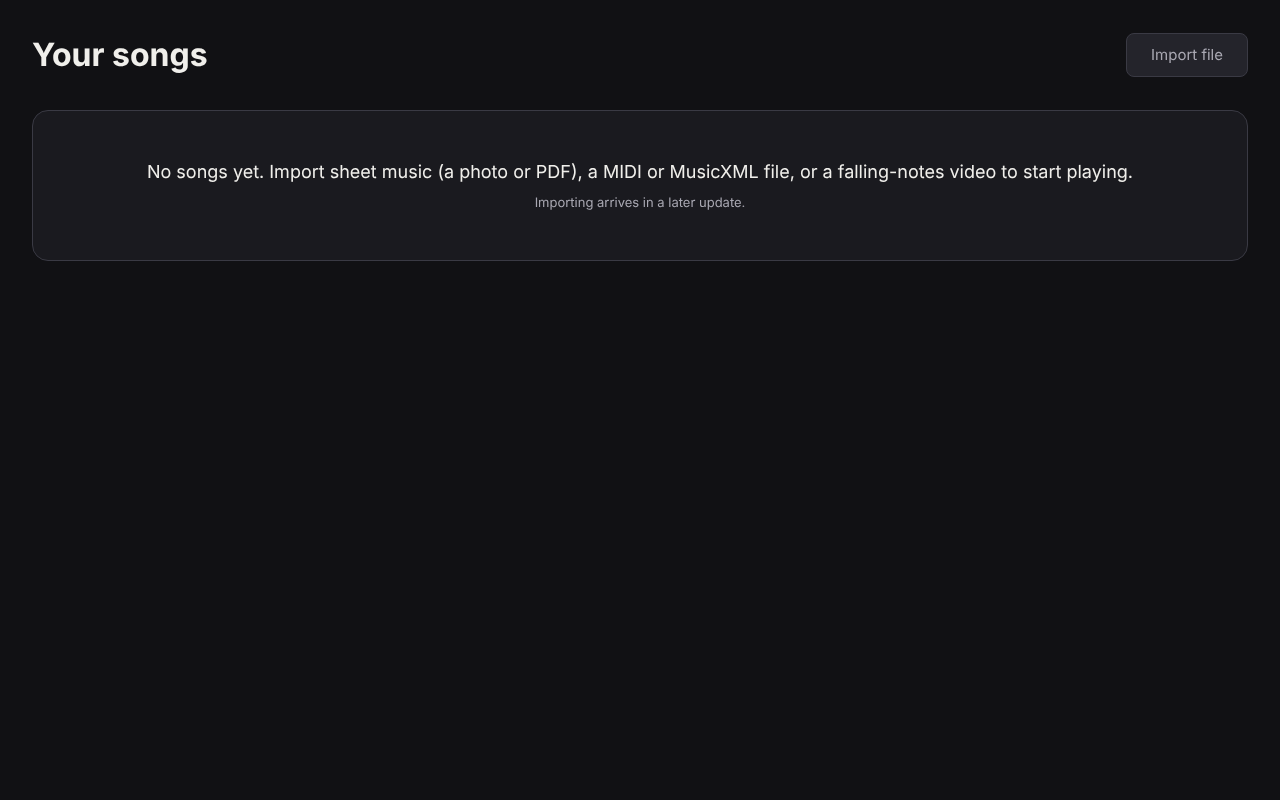 Your songs
Import file
No songs yet. Import sheet music (a photo or PDF), a MIDI or MusicXML file, or a falling-notes video to start playing.
Importing arrives in a later update.